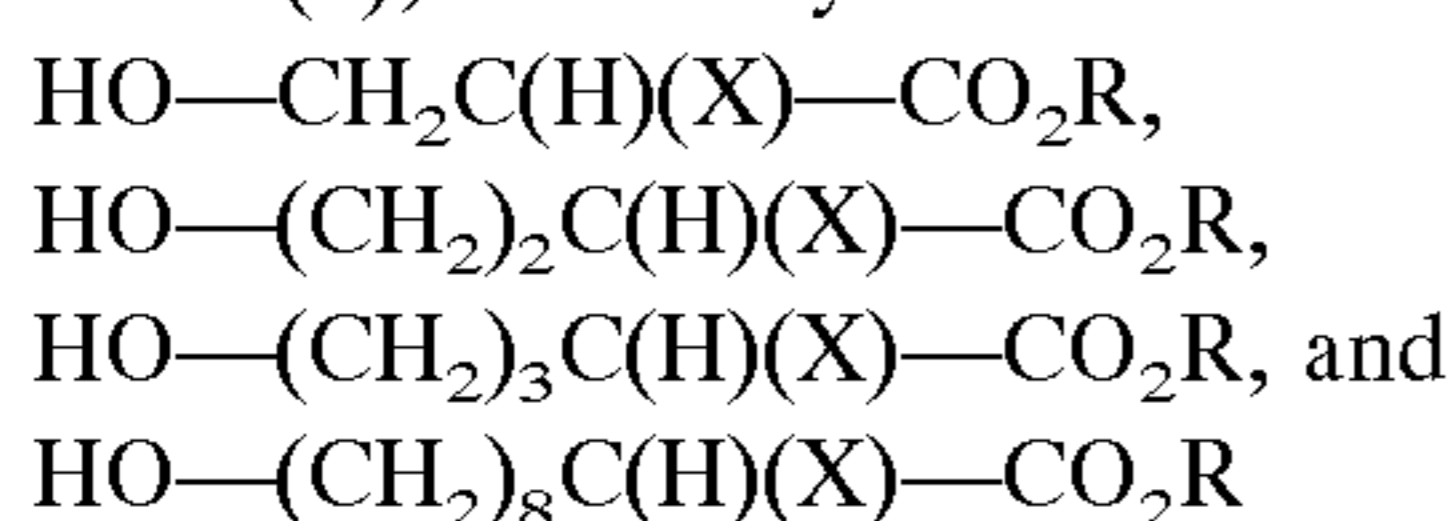 HO—CH₂C(H)(X)—CO₂R,
HO—(CH₂)₂C(H)(X)—CO₂R,
HO—(CH₂)₃C(H)(X)—CO₂R, and
HO—(CH₂)₈C(H)(X)—CO₂R